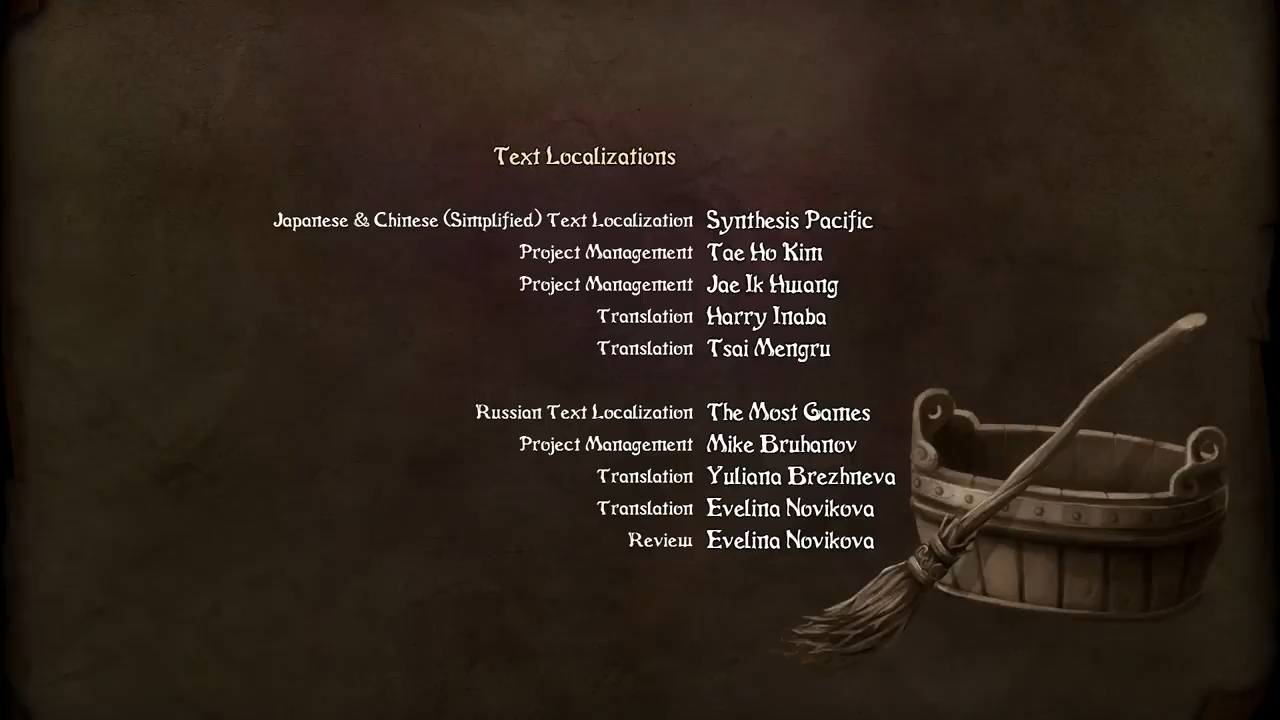 Text Localizations
Japanese & Chinese (Simplified) Text Localization Synthesis Pacific
Project Management Tae Ho Kim
Project Management Jae Ik Hwang
Translation Harry Inaba
Translation Tsai Mengru
Russian Text Localization The Most Games
Project Management Mike Bruhanov
Translation Yuliana Brezhneva
Translation Evelina Novikova
Review Evelina Novikova